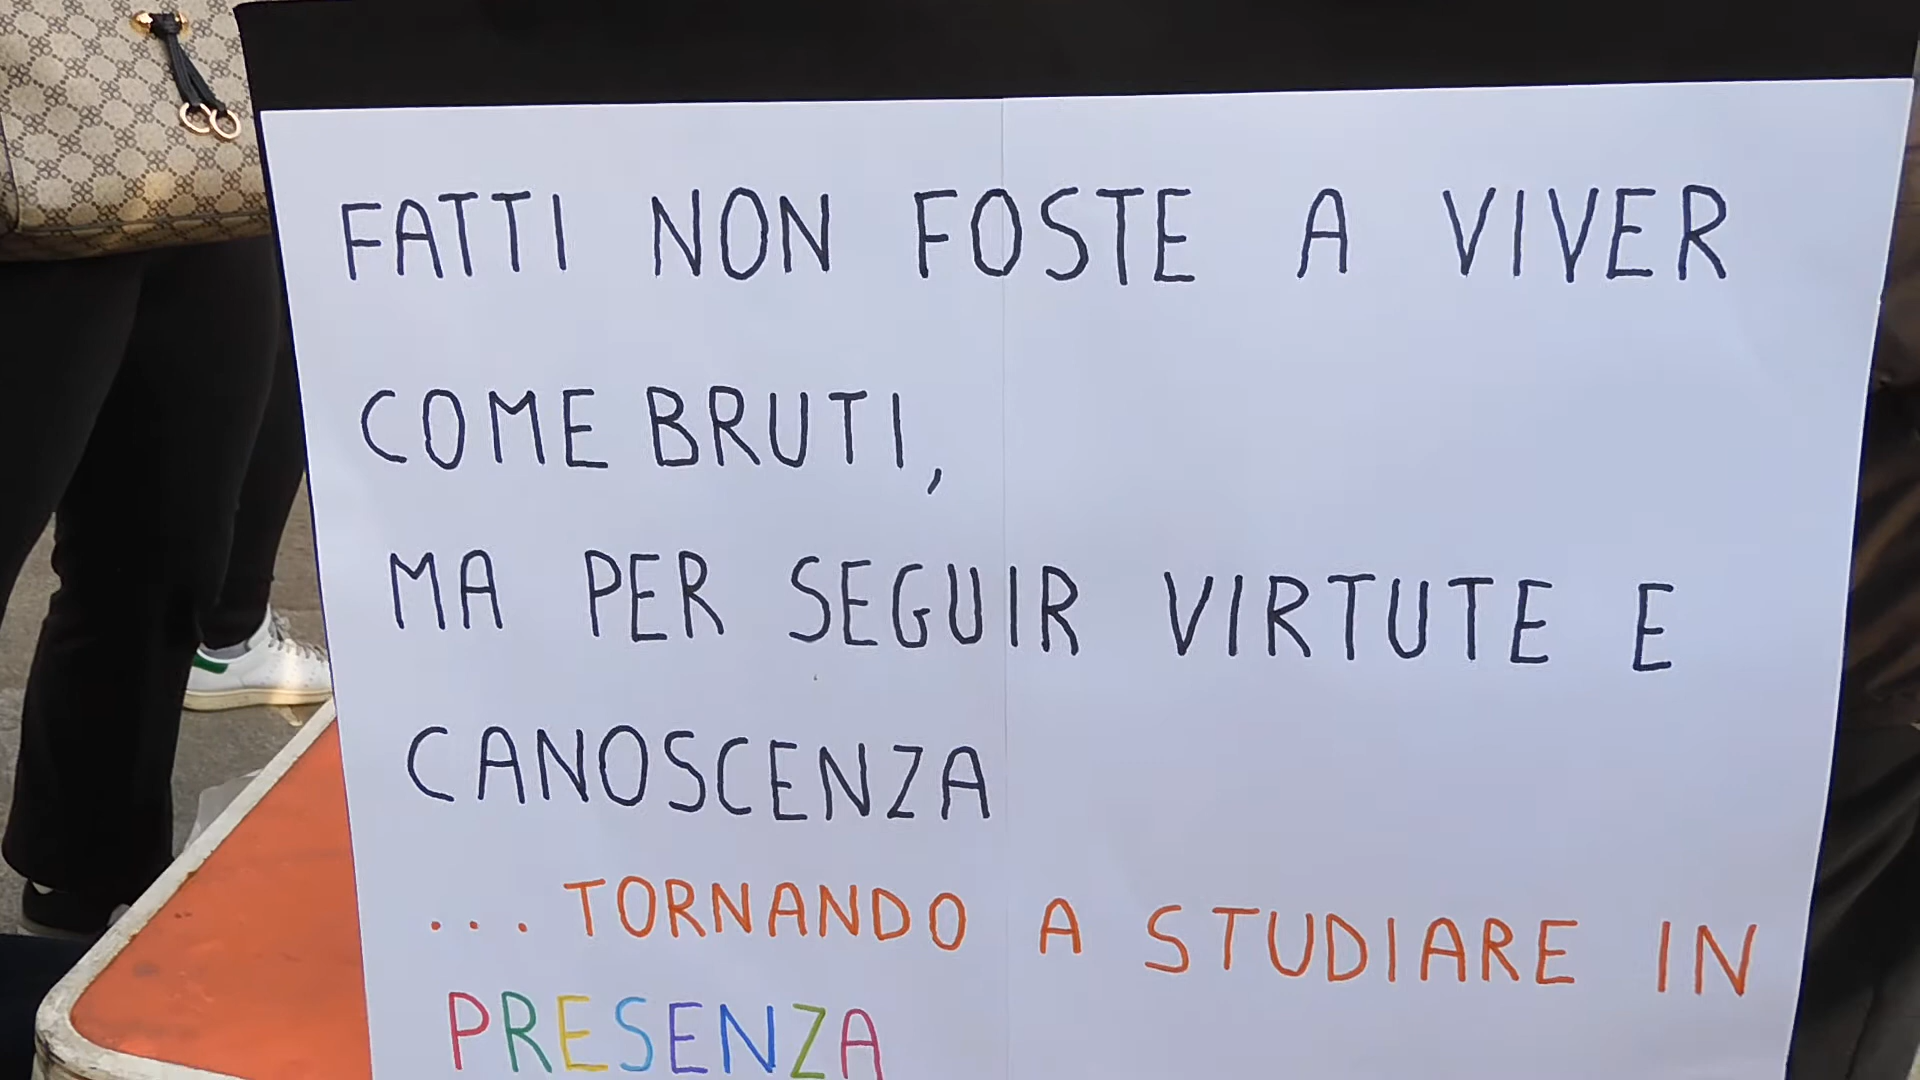 FATTI NON FOSTE A VIVER
COME BRUTI,
MA PER SEGUIR VIRTUTE E
CANOSCENZA
...TORNANDO A STUDIARE IN
PRESENZA